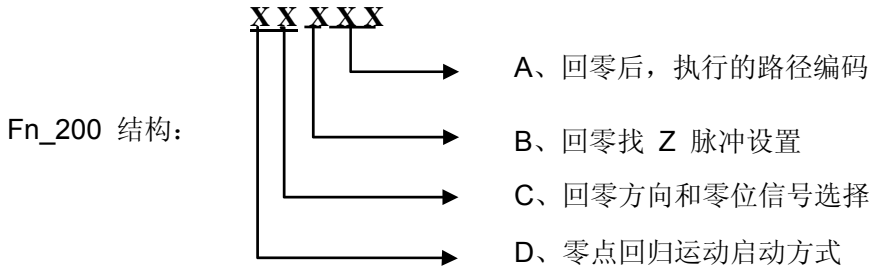 X X X X X
A、回零后，执行的路径编码
Fn_200 结构：
B、回零找 Z 脉冲设置
C、回零方向和零位信号选择
D、零点回归运动启动方式